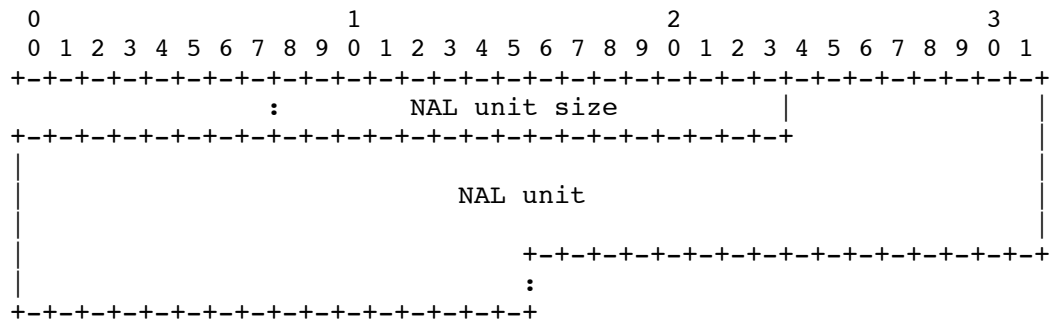 0                   1                   2                   3
0 1 2 3 4 5 6 7 8 9 0 1 2 3 4 5 6 7 8 9 0 1 2 3 4 5 6 7 8 9 0 1
+-+-+-+-+-+-+-+-+-+-+-+-+-+-+-+-+-+-+-+-+-+-+-+-+-+-+-+-+-+-+-+-+
: NAL unit size | |
+-+-+-+-+-+-+-+-+-+-+-+-+-+-+-+-+-+-+-+-+-+-+-+-+ |
| |
| NAL unit |
| |
| +-+-+-+-+-+-+-+-+-+-+-+-+-+-+-+-+
| :
+-+-+-+-+-+-+-+-+-+-+-+-+-+-+-+-+